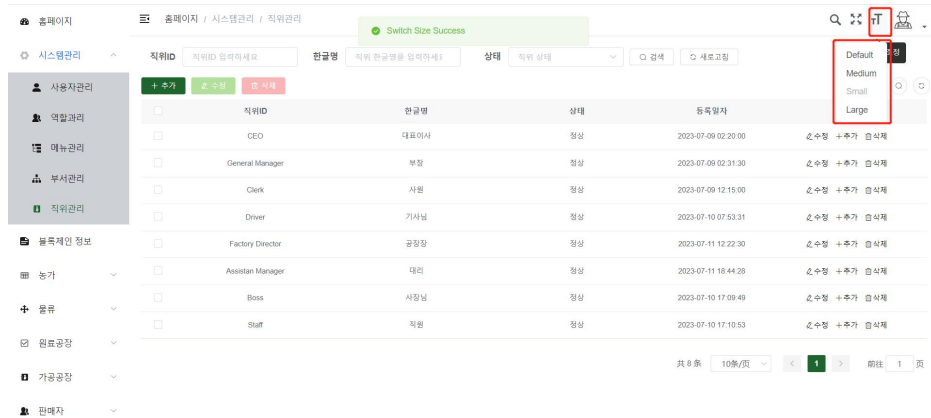 홈페이지
홈페이지 / 시스템관리 / 직위관리
Switch Size Success
시스템관리
사용자관리
역할과리
메뉴관리
부서관리
직위관리
블록체인 정보
농가
물류
원료공장
가공공장
판매자
직위ID 직위ID 입력하세요 한글명 직위 한글명을 입력하세요 상태 직위 상태 검색 새로고침
Default
Medium
Small
Large
+ 추가 수정 삭제
직위ID 한글명 상태 등록일자
CEO 대표이사 정상 2023-07-09 02:20:00 수정 +추가 삭제
General Manager 부장 정상 2023-07-09 02:31:30 수정 +추가 삭제
Clerk 사원 정상 2023-07-09 12:15:00 수정 +추가 삭제
Driver 기사님 정상 2023-07-10 07:53:31 수정 +추가 삭제
Factory Director 공장장 정상 2023-07-11 12:22:30 수정 +추가 삭제
Assistan Manager 대리 정상 2023-07-11 18:44:28 수정 +추가 삭제
Boss 사장님 정상 2023-07-10 17:09:49 수정 +추가 삭제
Staff 직원 정상 2023-07-10 17:10:53 수정 +추가 삭제
共 8 条 10条/页 < 1 > 前往 1 页